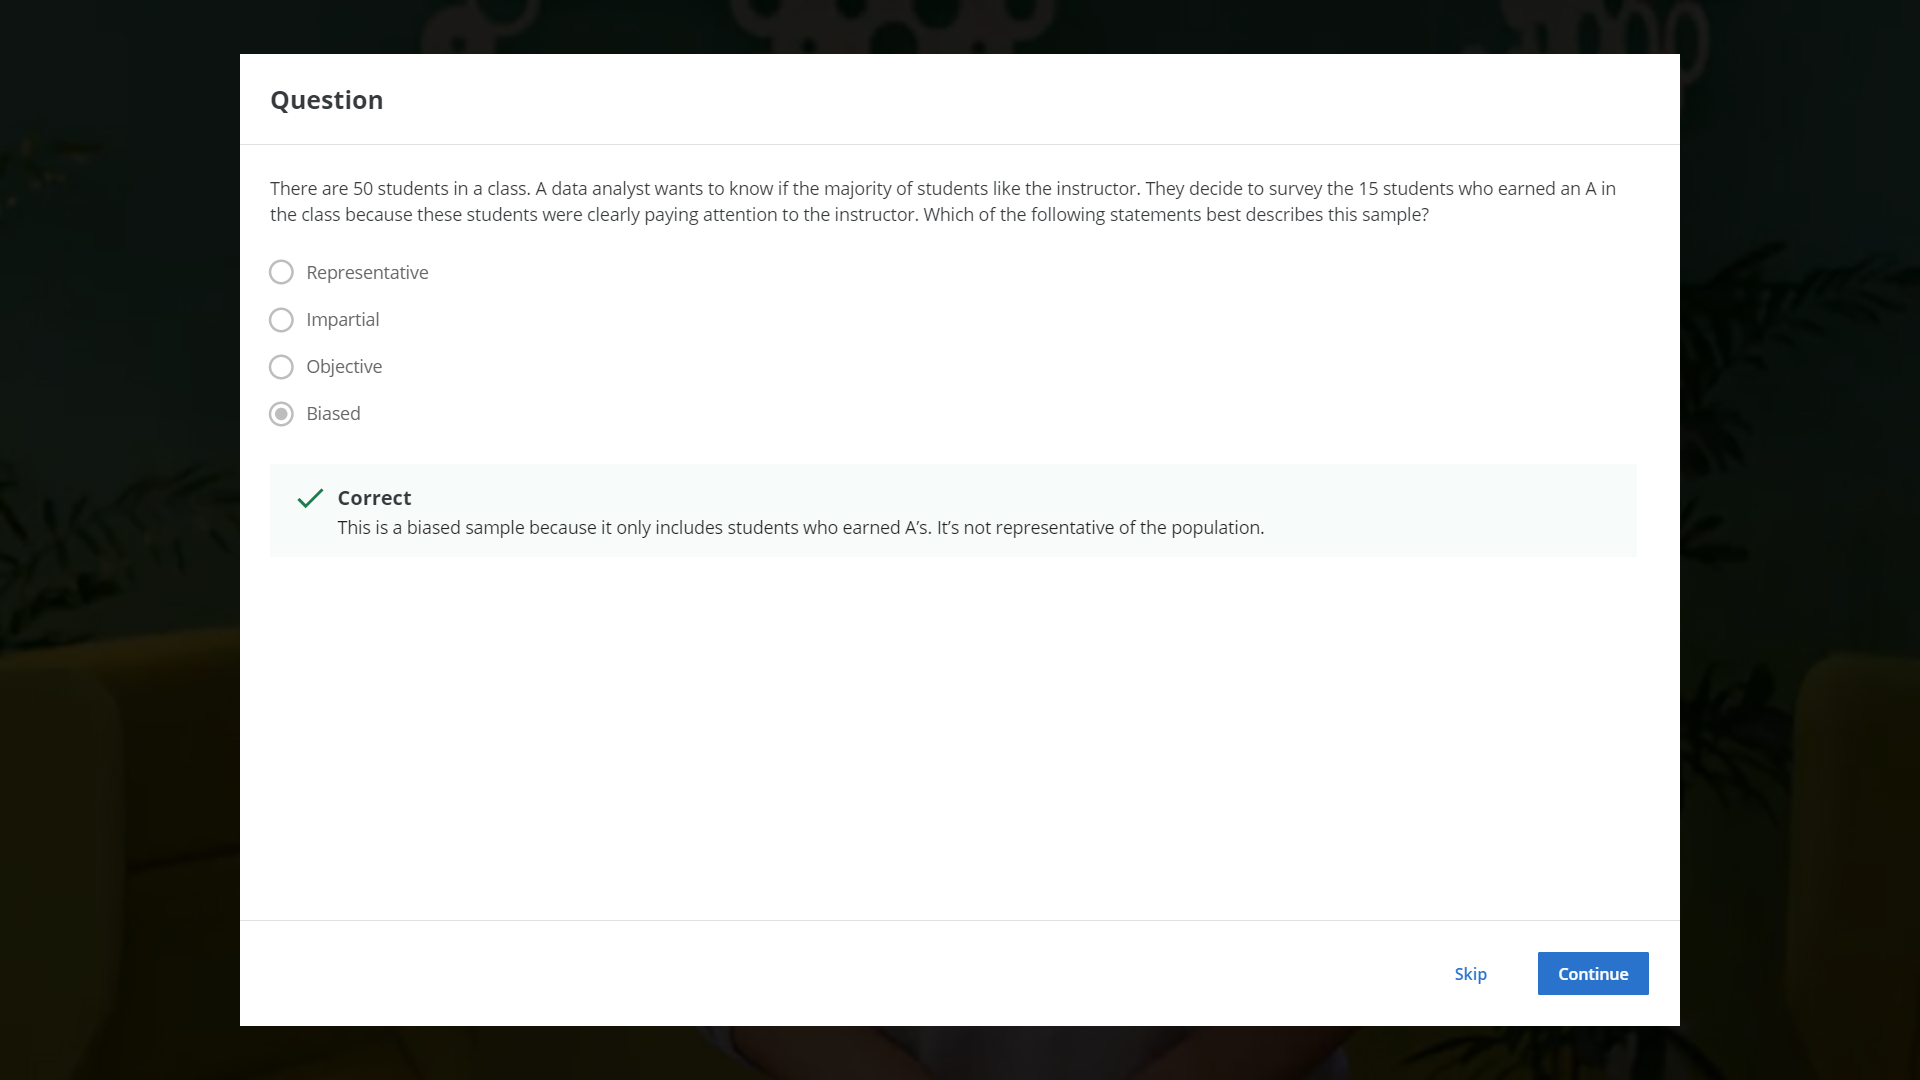 Question
There are 50 students in a class. A data analyst wants to know if the majority of students like the instructor. They decide to survey the 15 students who earned an A in
the class because these students were clearly paying attention to the instructor. Which of the following statements best describes this sample?
Representative
Impartial
Objective
Biased
Correct
This is a biased sample because it only includes students who earned A’s. It’s not representative of the population.
Skip
Continue